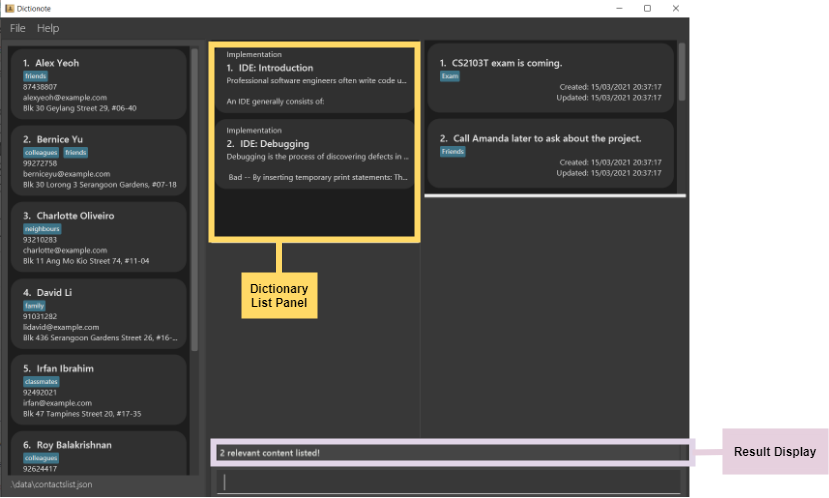 Dictionote
File Help
1. Alex Yeoh
friends
87438807
alexyeoh@example.com
Blk 30 Geylang Street 29, #06-40
2. Bernice Yu
colleagues friends
99272758
berniceyu@example.com
Blk 30 Lorong 3 Serangoon Gardens, #07-18
3. Charlotte Oliveiro
neighbours
93210283
charlotte@example.com
Blk 11 Ang Mo Kio Street 74, #11-04
4. David Li
family
91031282
lidavid@example.com
Blk 436 Serangoon Gardens Street 26, #16-...
5. Irfan Ibrahim
classmates
92492021
irfan@example.com
Blk 47 Tampines Street 20, #17-35
6. Roy Balakrishnan
colleagues
92624417
.\data\contactslist.json
Implementation
1. IDE: Introduction
Professional software engineers often write code u...
An IDE generally consists of:
Implementation
2. IDE: Debugging
Debugging is the process of discovering defects in ...
Bad -- By inserting temporary print statements: Th...
Dictionary
List Panel
1. CS2103T exam is coming.
Exam
Created: 15/03/2021 20:37:17
Updated: 15/03/2021 20:37:17
2. Call Amanda later to ask about the project.
Friends
Created: 15/03/2021 20:37:17
Updated: 15/03/2021 20:37:17
2 relevant content listed!
Result Display